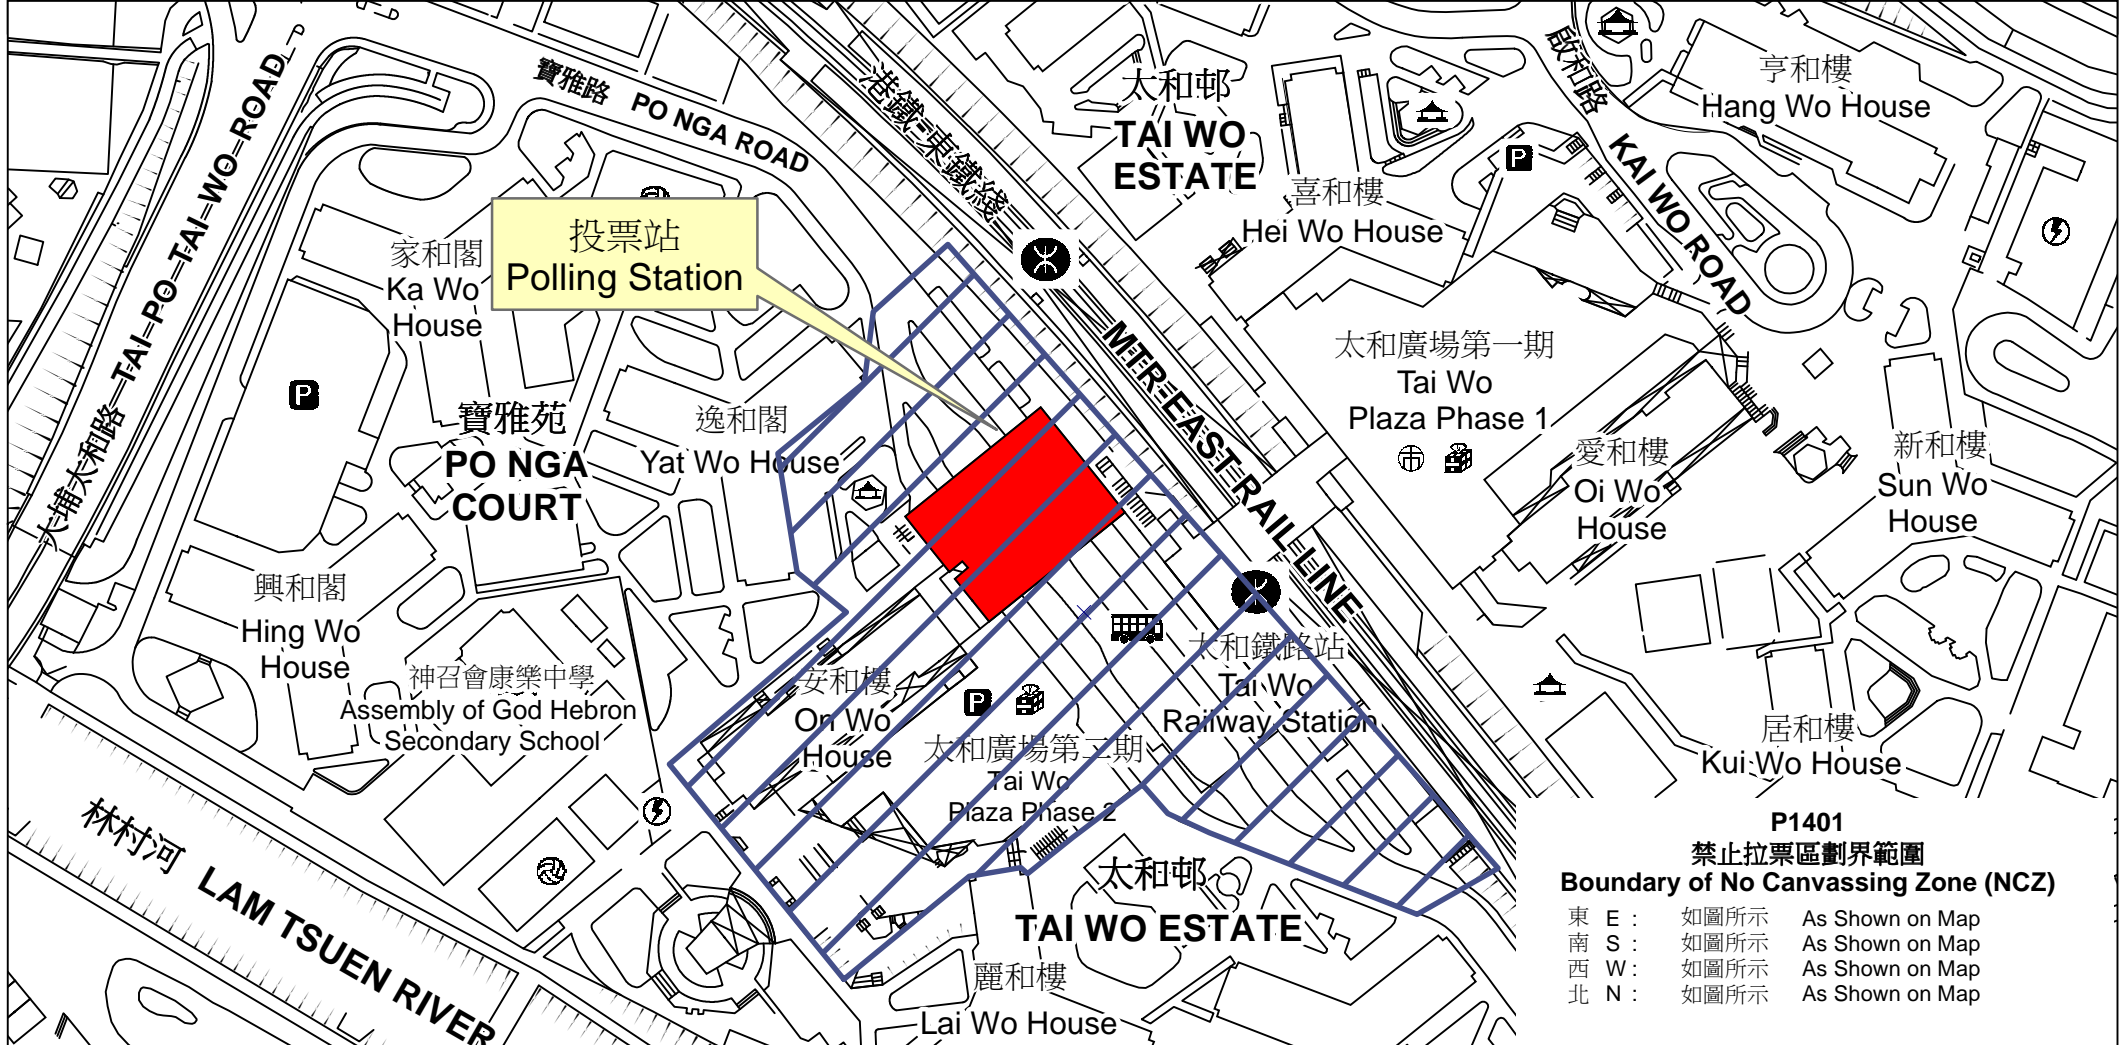 寶雅路 PO NGA ROAD
大埔太和路 TAI PO TAI WO ROAD
港鐵東鐵綫
MTR EAST RAIL LINE
太和邨
TAI WO
ESTATE
啟和路 KAI WO ROAD
亨和樓
Hang Wo House
P
喜和樓
Hei Wo House
投票站
Polling Station
家和閣
Ka Wo
House
P
寶雅苑
PO NGA
COURT
逸和閣
Yat Wo House
太和廣場第一期
Tai Wo
Plaza Phase 1
市
愛和樓
Oi Wo
House
新和樓
Sun Wo
House
興和閣
Hing Wo
House
神召會康樂中學
Assembly of God Hebron
Secondary School
安和樓
On Wo
House
P
太和廣場第二期
Tai Wo
Plaza Phase 2
太和鐵路站
Tai Wo
Railway Station
居和樓
Kui Wo House
林村河 LAM TSUEN RIVER
太和邨
TAI WO ESTATE
麗和樓
Lai Wo House
P1401
禁止拉票區劃界範圍
Boundary of No Canvassing Zone (NCZ)
東 E : 如圖所示 As Shown on Map
南 S : 如圖所示 As Shown on Map
西 W : 如圖所示 As Shown on Map
北 N : 如圖所示 As Shown on Map